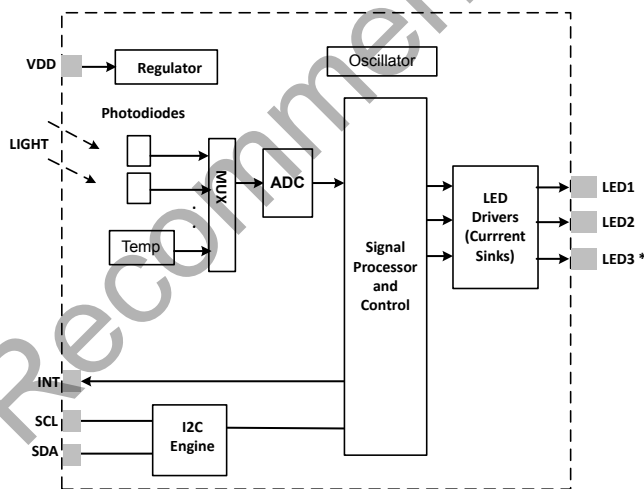 VDD
Regulator
Oscillator
Photodiodes
LIGHT
MUX
ADC
Temp
Signal
Processor
and
Control
LED
Drivers
(Currrent
Sinks)
LED1
LED2
LED3 *
INT
SCL
SDA
I2C
Engine
Recommen